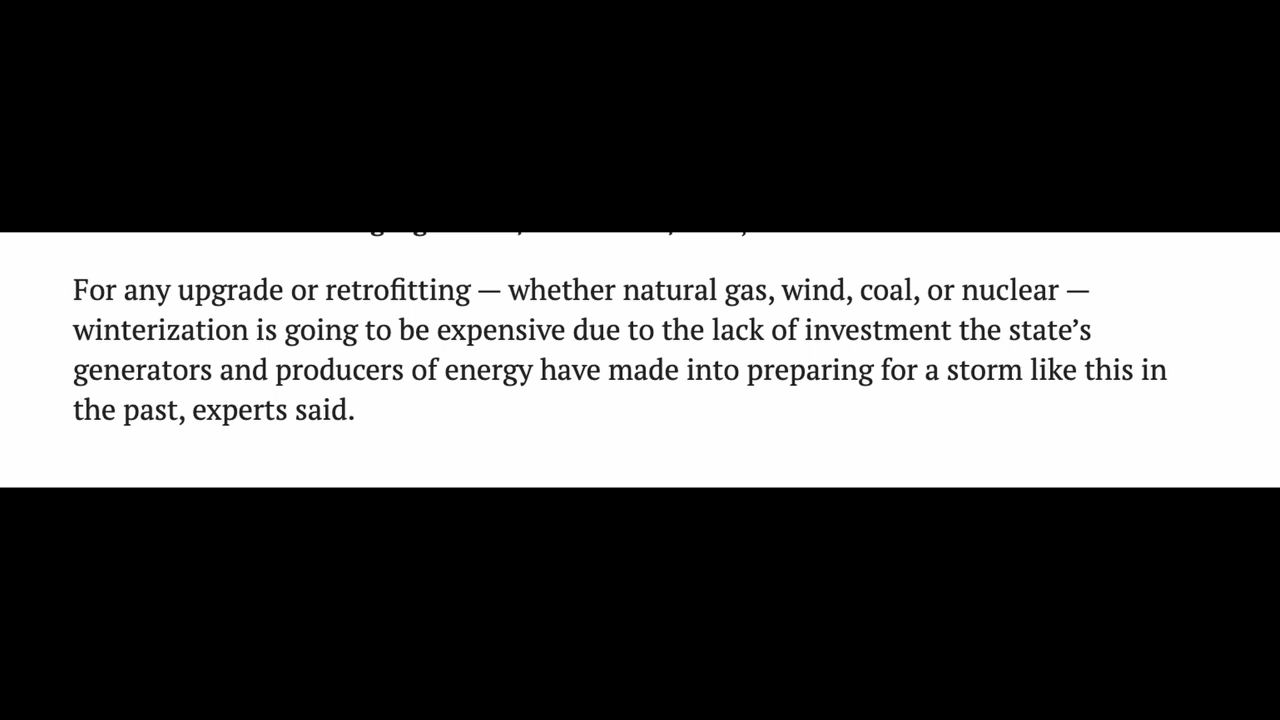 For any upgrade or retrofitting — whether natural gas, wind, coal, or nuclear —
winterization is going to be expensive due to the lack of investment the state’s
generators and producers of energy have made into preparing for a storm like this in
the past, experts said.